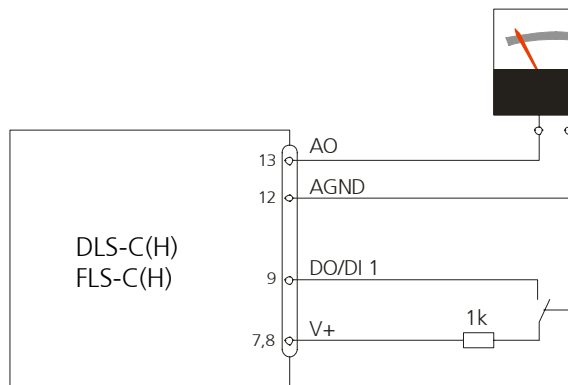 13 AO
12 AGND
DLS-C(H)
FLS-C(H)
9 DO/DI 1
7,8 V+ 1k